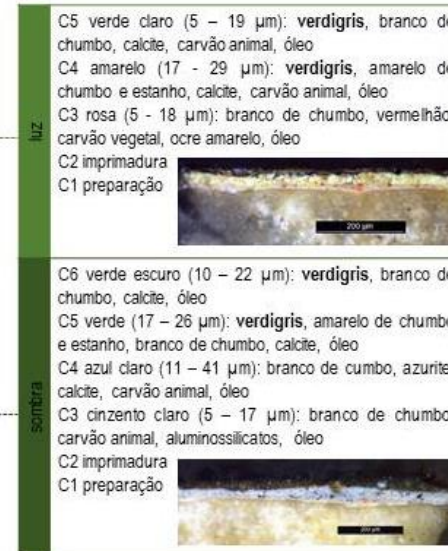 luz
C5 verde claro (5 – 19 µm): verdigris, branco de
chumbo, calcite, carvão animal, óleo
C4 amarelo (17 - 29 µm): verdigris, amarelo de
chumbo e estanho, calcite, carvão animal, óleo
C3 rosa (5 - 18 µm): branco de chumbo, vermelhão
carvão vegetal, ocre amarelo, óleo
C2 imprimadura
C1 preparação
200 µm
sombra
C6 verde escuro (10 – 22 µm): verdigris, branco de
chumbo, calcite, óleo
C5 verde (17 – 26 µm): verdigris, amarelo de chumbo
e estanho, branco de chumbo, calcite, óleo
C4 azul claro (11 – 41 µm): branco de cumbo, azurite
calcite, carvão animal, óleo
C3 cinzento claro (5 – 17 µm): branco de chumbo
carvão animal, aluminossilicatos, óleo
C2 imprimadura
C1 preparação
200 µm